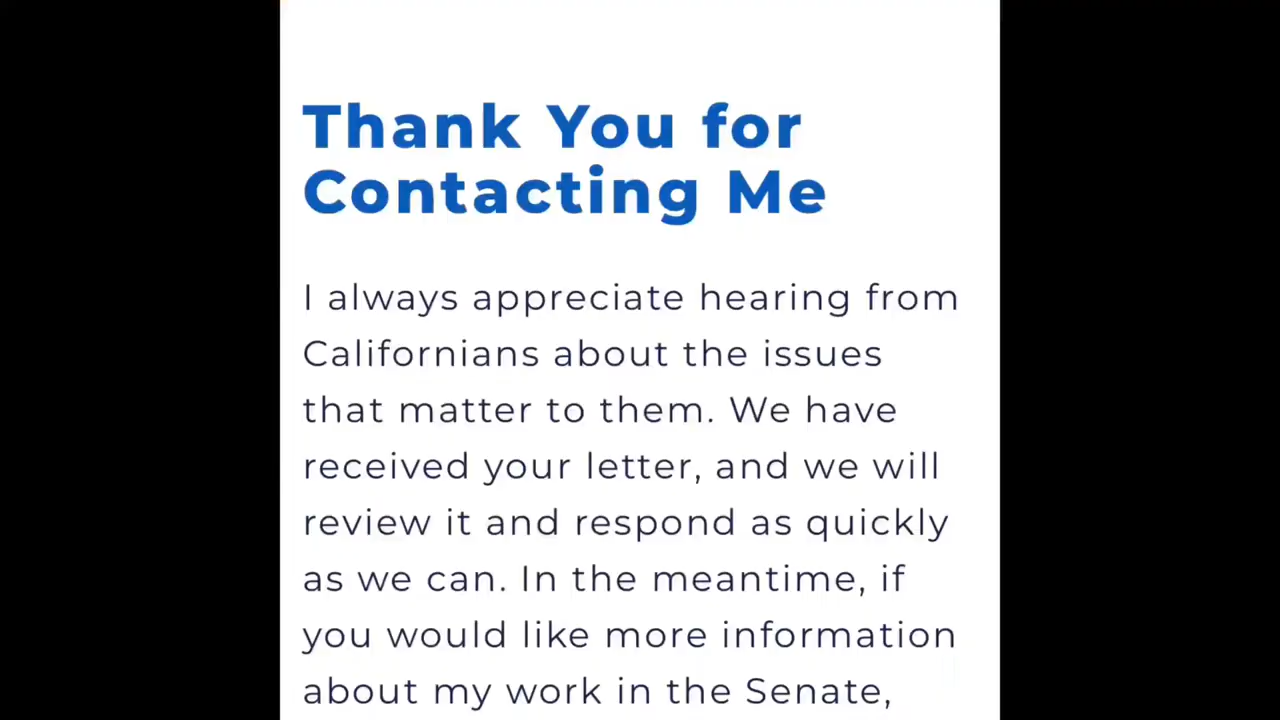 Thank You for
Contacting Me
I always appreciate hearing from
Californians about the issues
that matter to them. We have
received your letter, and we will
review it and respond as quickly
as we can. In the meantime, if
you would like more information
about my work in the Senate,